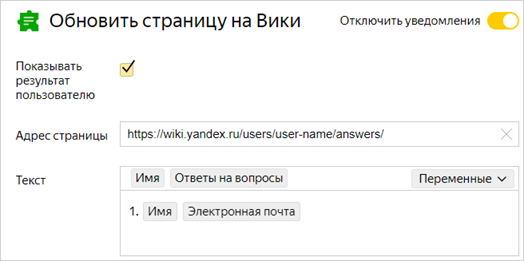 Обновить страницу на Вики
Отключить уведомления
Показывать
результат
пользователю
Адрес страницы
https://wiki.yandex.ru/users/user-name/answers/
Текст
Имя Ответы на вопросы Переменные
1. Имя Электронная почта